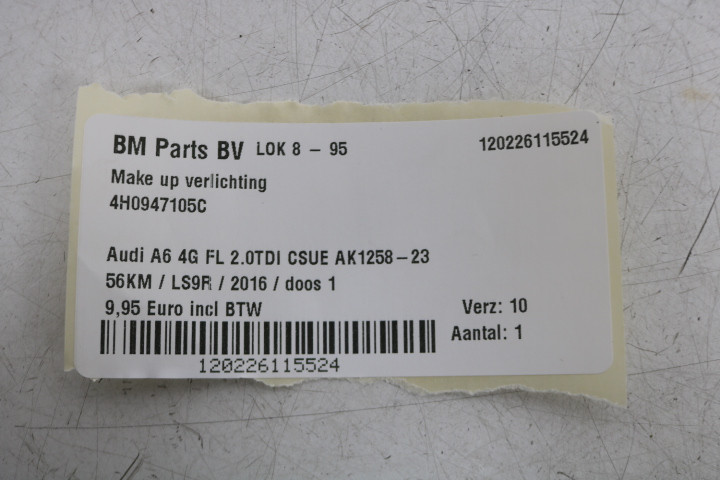 BM Parts BV LOK 8 - 95 120226115524
Make up verlichting
4H0947105C
Audi A6 4G FL 2.0TDI CSUE AK1258-23
56KM / LS9R / 2016 / doos 1
9,95 Euro incl BTW Verz: 10
Aantal: 1
120226115524